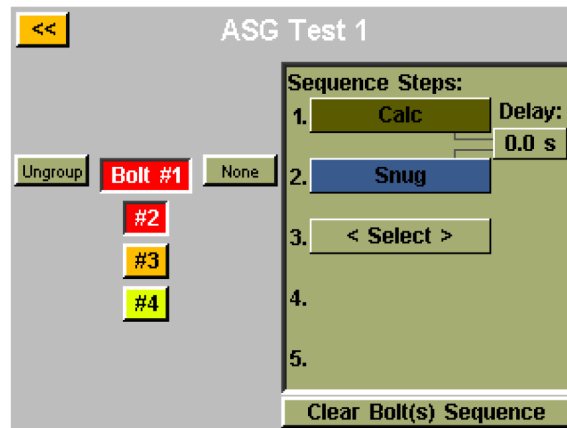 << ASG Test 1
Sequence Steps:
1. Calc Delay:
0.0 s
Ungroup Bolt #1 None 2. Snug
#2
3. < Select >
#3
#4 4.
5.
Clear Bolt(s) Sequence